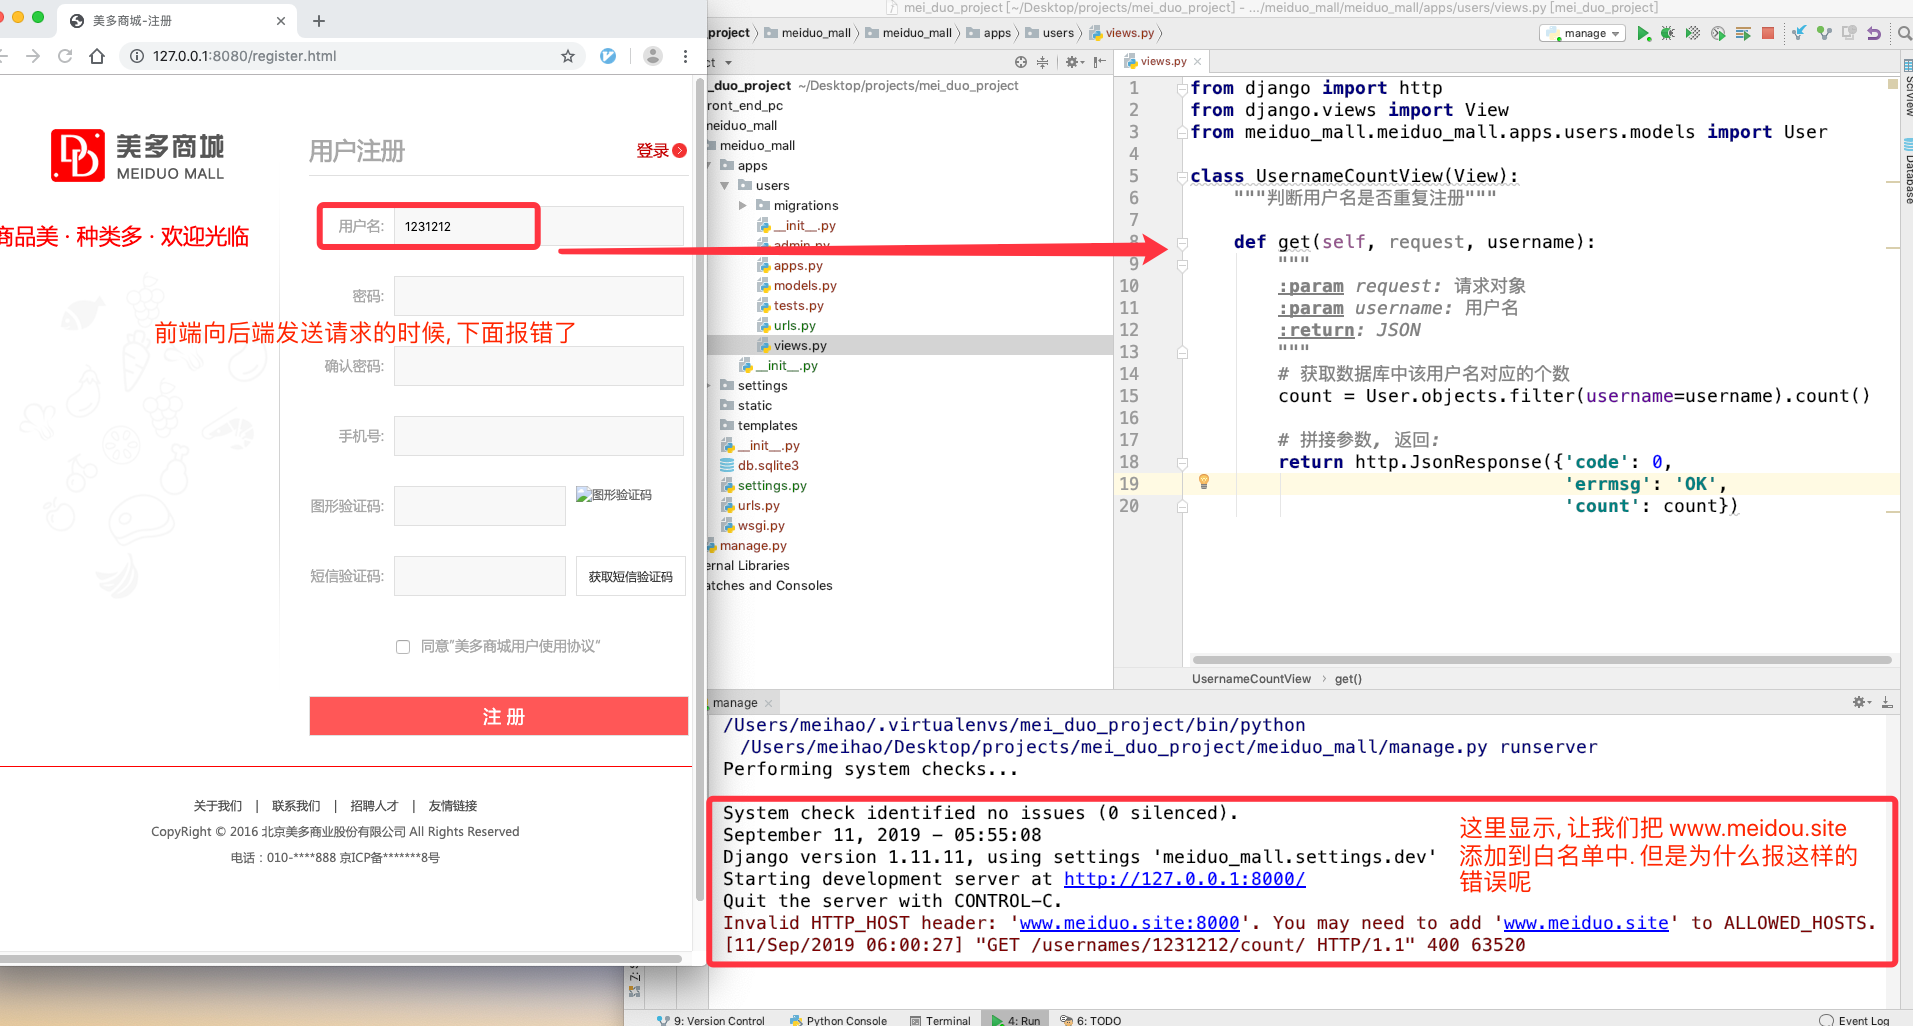 美多商城-注册
127.0.0.1:8080/register.html
美多商城
MEIDUO MALL
商品美 · 种类多 · 欢迎光临
用户注册
登录
用户名:
1231212
前端向后端发送请求的时候, 下面报错了
密码:
确认密码:
手机号:
图形验证码:
图形验证码
短信验证码:
获取短信验证码
同意"美多商城用户使用协议"
注 册
关于我们 | 联系我们 | 招聘人才 | 友情链接
CopyRight © 2016 北京美多商业股份有限公司 All Rights Reserved
电话：010-****888 京ICP备*******8号
mei_duo_project [~/Desktop/projects/mei_duo_project] - .../meiduo_mall/meiduo_mall/apps/users/views.py [mei_duo_project]
project
meiduo_mall
meiduo_mall
apps
users
views.py
manage
ct
_duo_project ~/Desktop/projects/mei_duo_project
ront_end_pc
meiduo_mall
meiduo_mall
apps
users
migrations
__init__.py
admin.py
apps.py
models.py
tests.py
urls.py
views.py
__init__.py
settings
static
templates
__init__.py
db.sqlite3
settings.py
urls.py
wsgi.py
manage.py
ernal Libraries
atches and Consoles
views.py
1 from django import http
2 from django.views import View
3 from meiduo_mall.meiduo_mall.apps.users.models import User
4
5 class UsernameCountView(View):
6 """判断用户名是否重复注册"""
7
8 def get(self, request, username):
9 """
10 :param request: 请求对象
11 :param username: 用户名
12 :return: JSON
13 """
14 # 获取数据库中该用户名对应的个数
15 count = User.objects.filter(username=username).count()
16
17 # 拼接参数, 返回:
18 return http.JsonResponse({'code': 0,
19 'errmsg': 'OK',
20 'count': count})
SciView
Database
UsernameCountView
get()
manage
/Users/meihao/.virtualenvs/mei_duo_project/bin/python
/Users/meihao/Desktop/projects/mei_duo_project/meiduo_mall/manage.py runserver
Performing system checks...
System check identified no issues (0 silenced).
September 11, 2019 - 05:55:08
Django version 1.11.11, using settings 'meiduo_mall.settings.dev'
Starting development server at http://127.0.0.1:8000/
Quit the server with CONTROL-C.
Invalid HTTP_HOST header: 'www.meiduo.site:8000'. You may need to add 'www.meiduo.site' to ALLOWED_HOSTS.
[11/Sep/2019 06:00:27] "GET /usernames/1231212/count/ HTTP/1.1" 400 63520
这里显示, 让我们把 www.meidou.site
添加到白名单中. 但是为什么报这样的
错误呢
9: Version Control
Python Console
Terminal
4: Run
6: TODO
Event Log